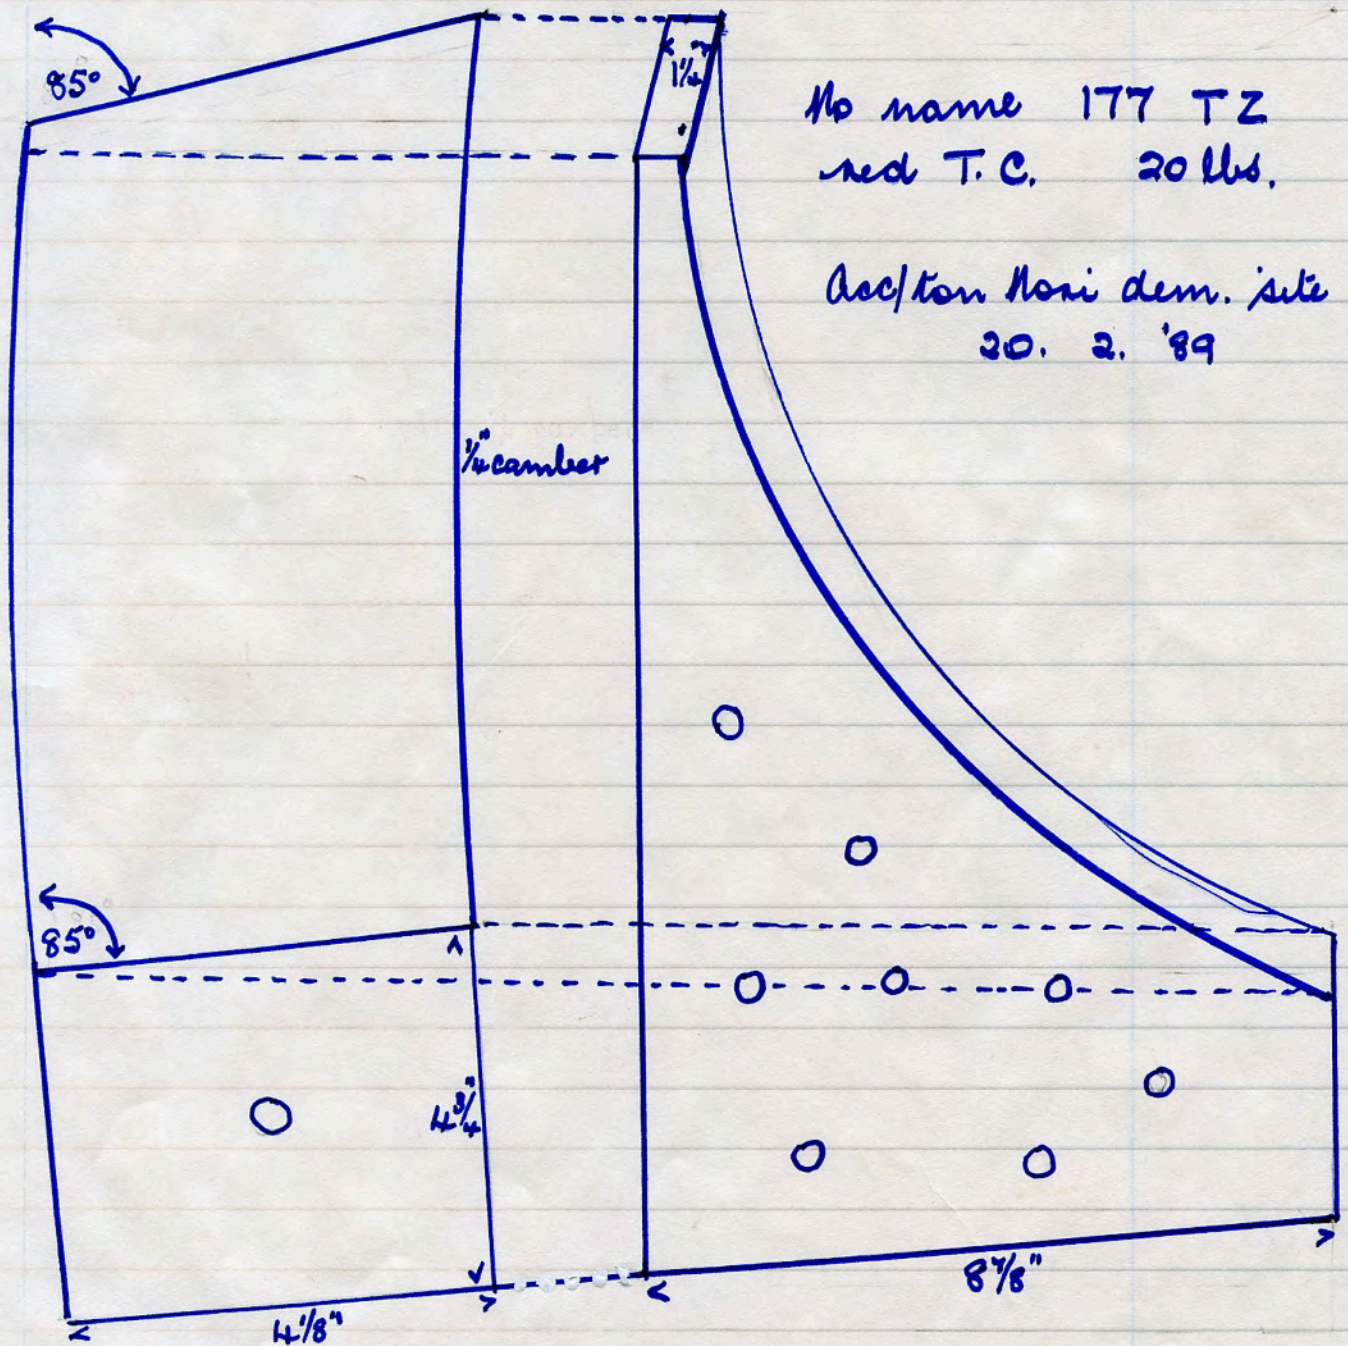 85°
1¼"
No name 177 TZ
red T.C. 20 lbs.
Acc/ton Nori dem. site
20. 2. '89
¼" camber
85°
4¾"
8⅞"
4⅛"